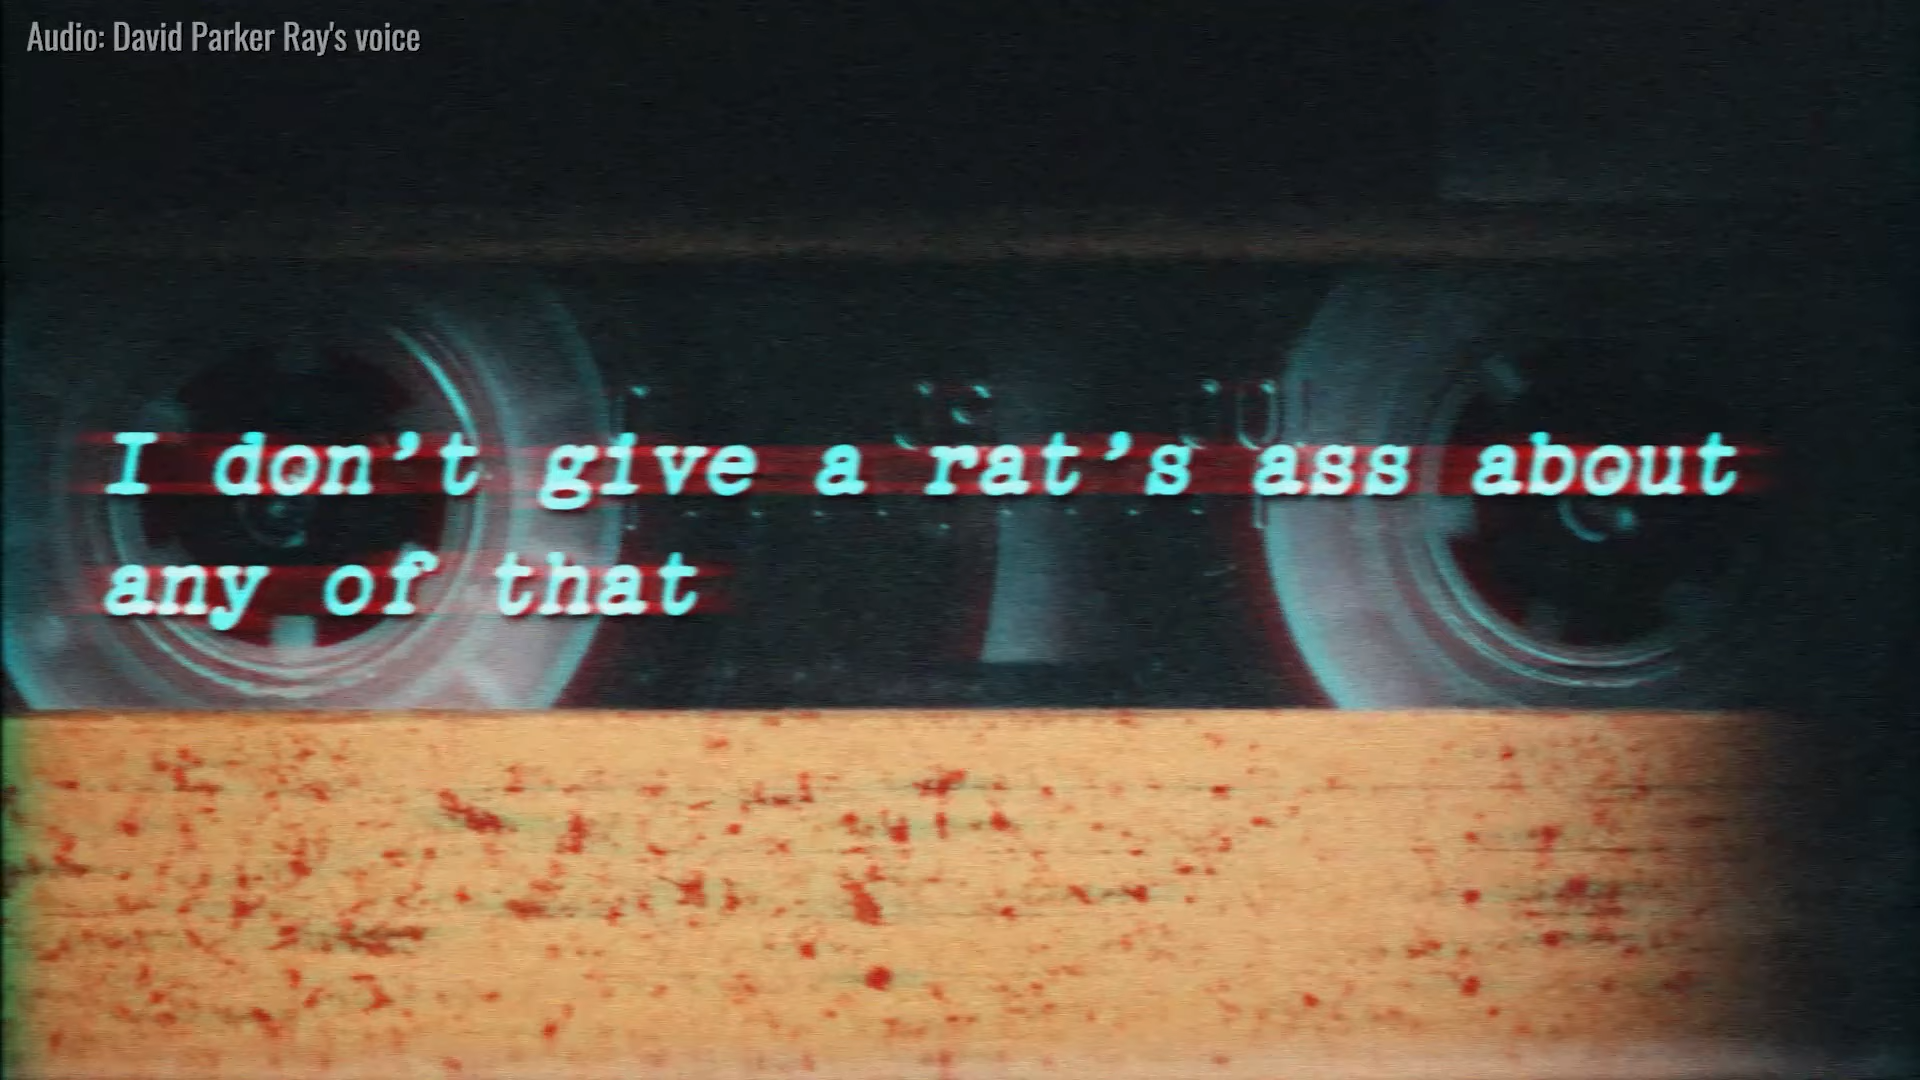 Audio: David Parker Ray's voice
I don't give a rat's ass about
any of that